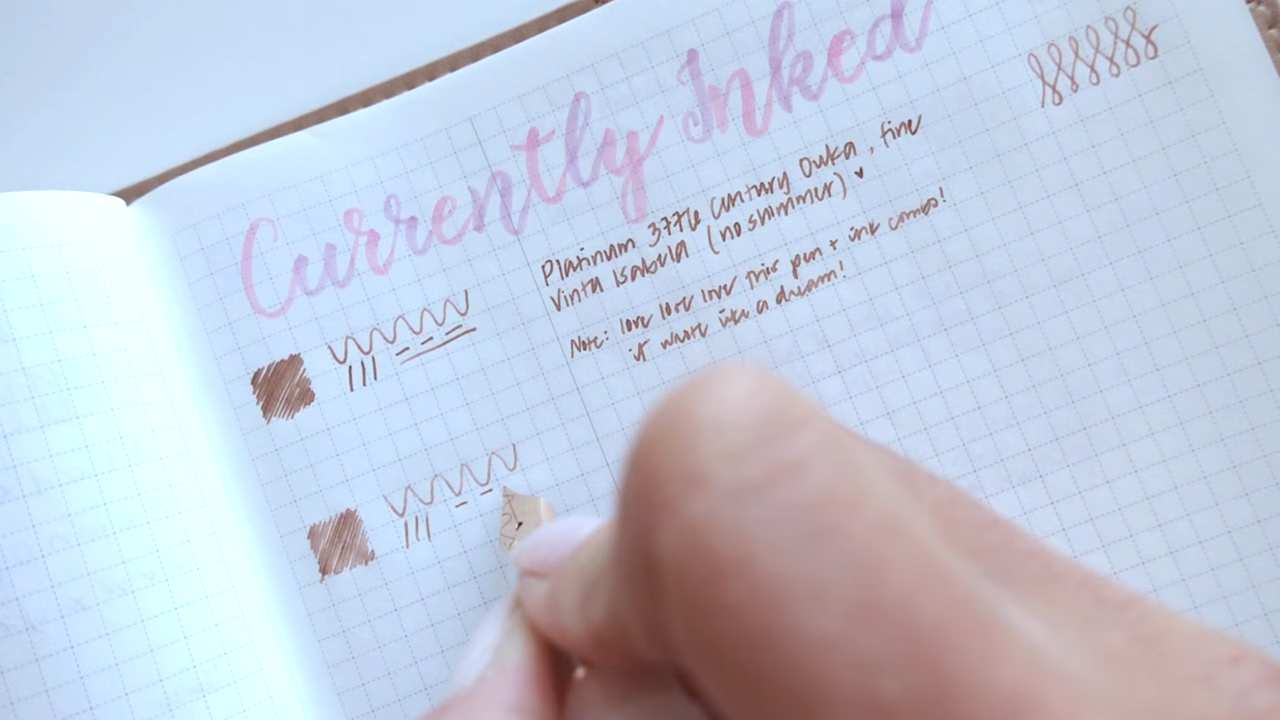 Currently Inked
Platinum 3776 Century Ouka, fine
Vinta Isabela (no shimmer) ♥
Note: love love love this pen + ink combo!
it writes like a dream!